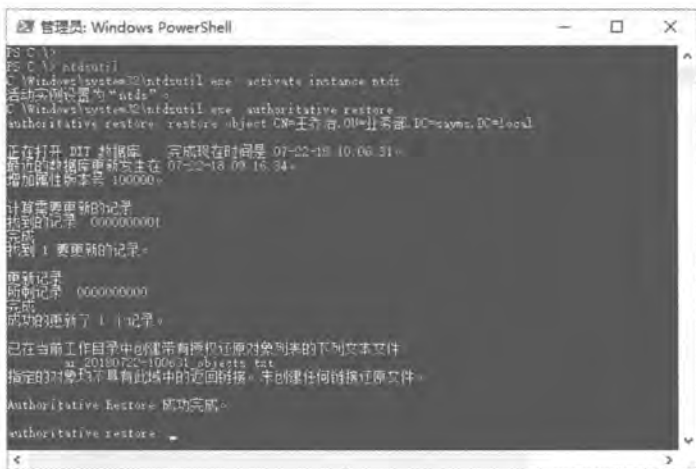 管理员: Windows PowerShell
PS C:\>
PS C:\> ntdsutil
C:\Windows\system32\ntdsutil.exe: activate instance ntds
活动实例设置为“ntds”。
C:\Windows\system32\ntdsutil.exe: authoritative restore
authoritative restore: restore object CN=王乔治,OU=业务部,DC=sayms,DC=local
正在打开 DIT 数据库... 完成现在时间是 07-22-18 10:06.31。
最近的数据库更新发生在 07-22-18 09:16.34。
增加属性版本号 100000。
计算需要更新的记录...
找到的记录: 0000000001
完成
找到 1 要更新的记录。
更新记录...
所剩记录: 0000000000
完成
成功的更新了 1 个记录。
已在当前工作目录中创建带有授权还原对象列表的下列文本文件:
ar_20180722-100631_objects.txt
指定的对象均不具有此域中的返回链接。未创建任何链接还原文件。
Authoritative Restore 成功完成。
authoritative restore: _